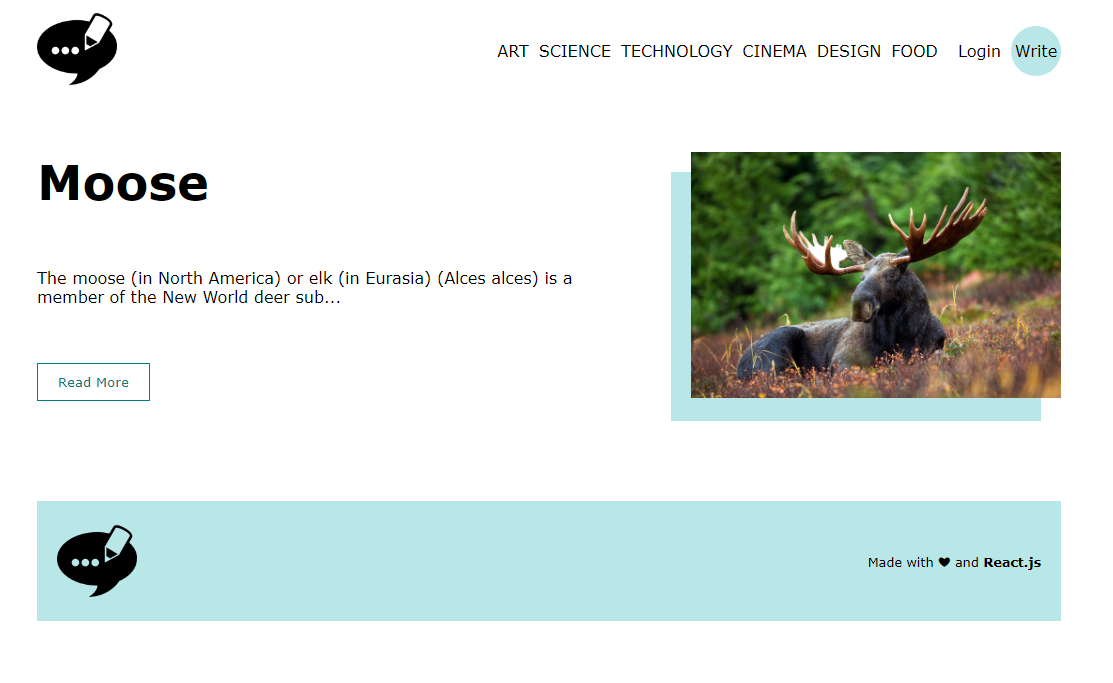 ART SCIENCE TECHNOLOGY CINEMA DESIGN FOOD Login Write
Moose
The moose (in North America) or elk (in Eurasia) (Alces alces) is a
member of the New World deer sub...
Read More
Made with ♥ and React.js